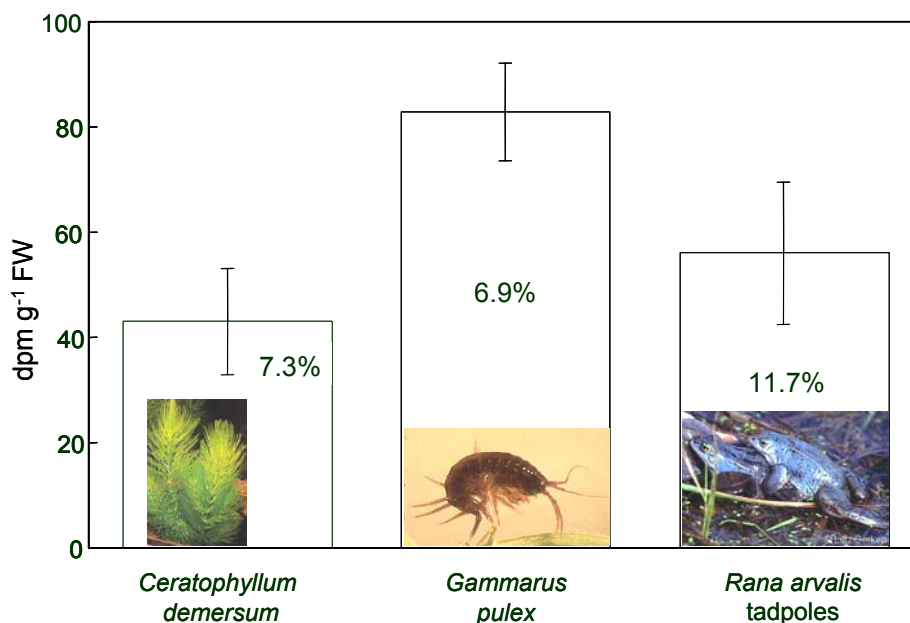 100
80
60
40
20
0
dpm g⁻¹ FW
7.3%
6.9%
11.7%
Ceratophyllum
demersum
Gammarus
pulex
Rana arvalis
tadpoles